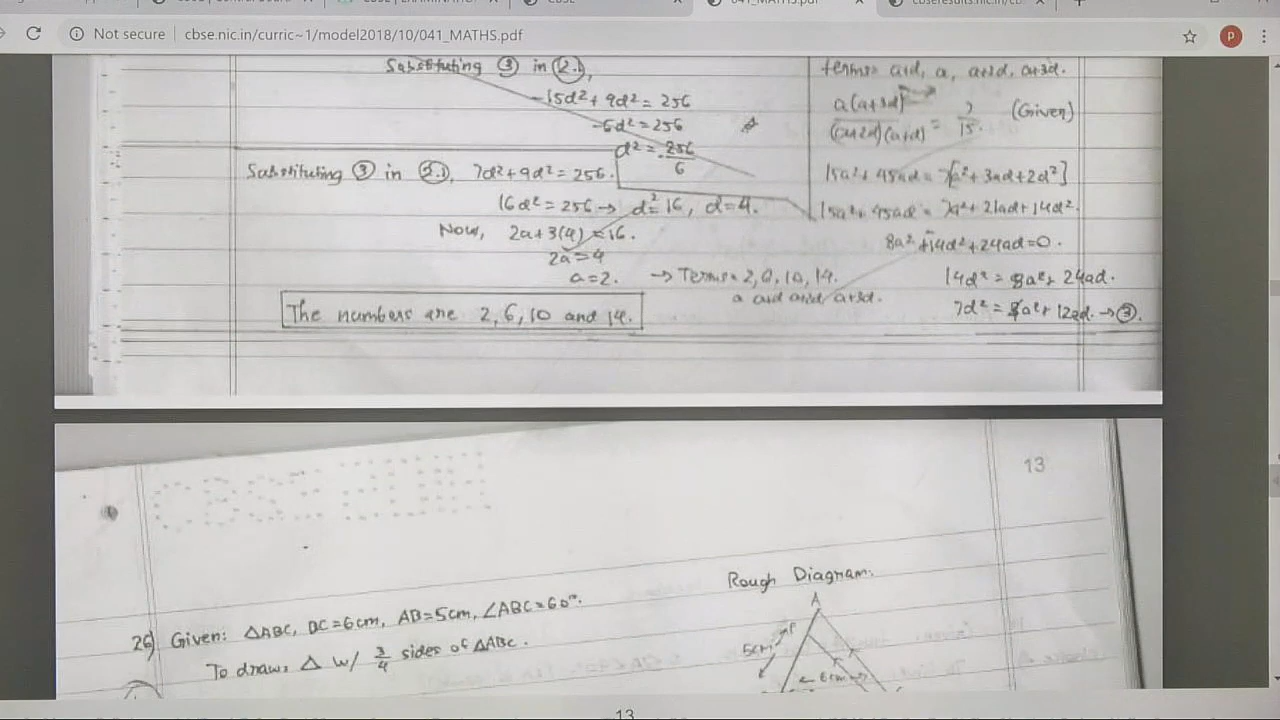 041_MATHS.pdf
Not secure | cbse.nic.in/curric~1/model2018/10/041_MATHS.pdf
P
Substituting ③ in (2.),
-15d²+9d² = 256
-6d² = 256
d² = -256/6
Substituting ③ in (2.), 7d²+9d² = 256.
16d² = 256 → d² = 16, d=4.
Now, 2a+3(4) = 16.
2a=4
a=2. → Terms = 2, 6, 10, 14.
a a+d a+2d a+3d.
The numbers are 2, 6, 10 and 14.
terms= a+d, a, a+2d, a+3d.
a(a+3d)/(a+2d)(a+d) = 7/15. (Given)
15a²+45ad = 7[a²+3ad+2d²]
15a²+45ad = 7a²+21ad+14d².
8a²-14d²+24ad=0.
14d² = 8a²+24ad.
7d² = 4a²+12ad. → ③.
13
26) Given: △ABC, BC=6cm, AB=5cm, ∠ABC=60°.
To draw: △ w/ 3/4 sides of △ABC.
Rough Diagram:
A
5cm
6cm
13